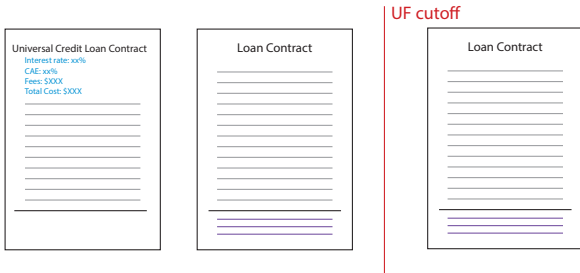 UF cutoff
Universal Credit Loan Contract
Interest rate: xx%
CAE: xx%
Fees: $XXX
Total Cost: $XXX
Loan Contract
Loan Contract